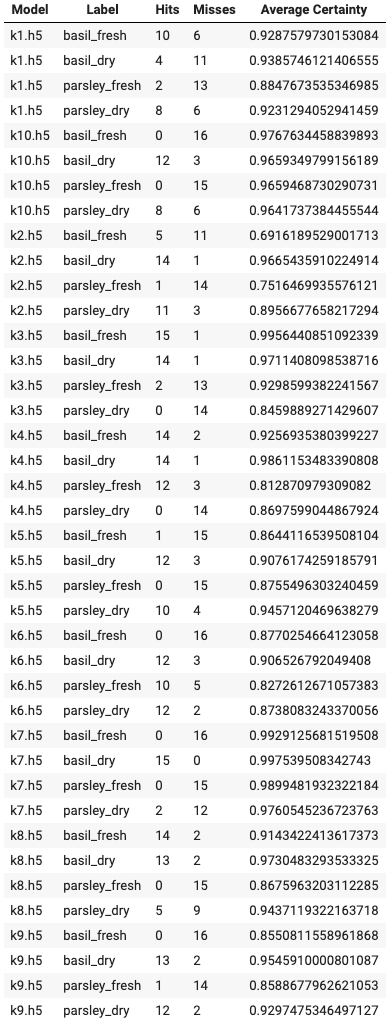 Model Label Hits Misses Average Certainty
k1.h5 basil_fresh 10 6 0.9287579730153084
k1.h5 basil_dry 4 11 0.9385746121406555
k1.h5 parsley_fresh 2 13 0.8847673535346985
k1.h5 parsley_dry 8 6 0.9231294052941459
k10.h5 basil_fresh 0 16 0.9767634458839893
k10.h5 basil_dry 12 3 0.9659349799156189
k10.h5 parsley_fresh 0 15 0.9659468730290731
k10.h5 parsley_dry 8 6 0.9641737384455544
k2.h5 basil_fresh 5 11 0.6916189529001713
k2.h5 basil_dry 14 1 0.9665435910224914
k2.h5 parsley_fresh 1 14 0.7516469935576121
k2.h5 parsley_dry 11 3 0.8956677658217294
k3.h5 basil_fresh 15 1 0.9956440851092339
k3.h5 basil_dry 14 1 0.9711408098538716
k3.h5 parsley_fresh 2 13 0.9298599382241567
k3.h5 parsley_dry 0 14 0.8459889271429607
k4.h5 basil_fresh 14 2 0.9256935380399227
k4.h5 basil_dry 14 1 0.9861153483390808
k4.h5 parsley_fresh 12 3 0.812870979309082
k4.h5 parsley_dry 0 14 0.8697599044867924
k5.h5 basil_fresh 1 15 0.8644116539508104
k5.h5 basil_dry 12 3 0.9076174259185791
k5.h5 parsley_fresh 0 15 0.8755496303240459
k5.h5 parsley_dry 10 4 0.9457120469638279
k6.h5 basil_fresh 0 16 0.8770254664123058
k6.h5 basil_dry 12 3 0.906526792049408
k6.h5 parsley_fresh 10 5 0.8272612671057383
k6.h5 parsley_dry 12 2 0.8738083243370056
k7.h5 basil_fresh 0 16 0.9929125681519508
k7.h5 basil_dry 15 0 0.997539508342743
k7.h5 parsley_fresh 0 15 0.9899481932322184
k7.h5 parsley_dry 2 12 0.9760545236723763
k8.h5 basil_fresh 14 2 0.9143422413617373
k8.h5 basil_dry 13 2 0.9730483293533325
k8.h5 parsley_fresh 0 15 0.8675963203112285
k8.h5 parsley_dry 5 9 0.9437119322163718
k9.h5 basil_fresh 0 16 0.8550811558961868
k9.h5 basil_dry 13 2 0.9545910000801087
k9.h5 parsley_fresh 1 14 0.8588677962621053
k9.h5 parsley_dry 12 2 0.9297475346497127